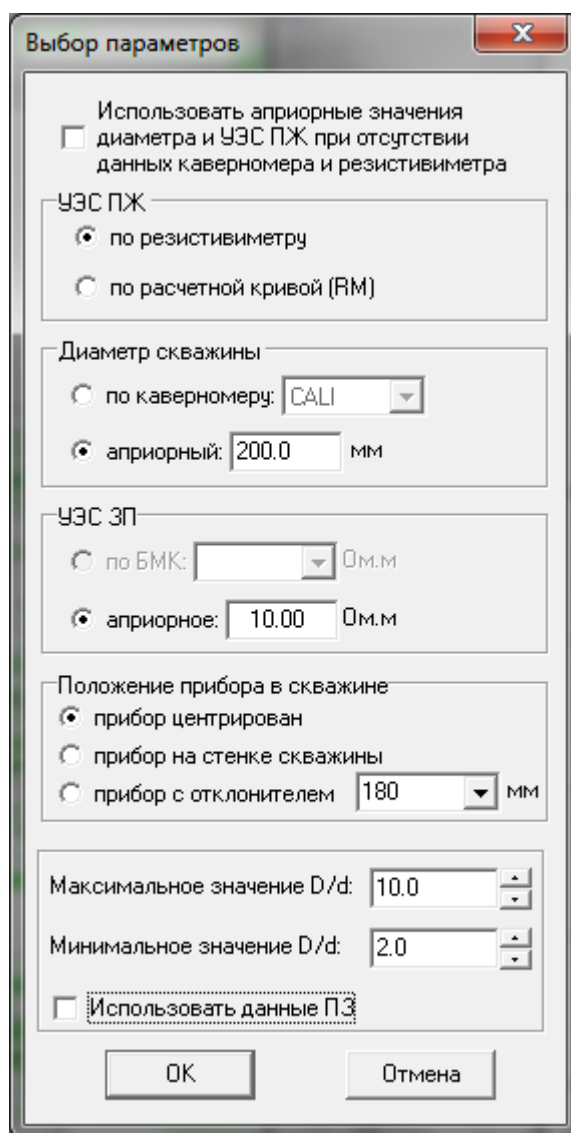 Выбор параметров
Использовать априорные значения
диаметра и УЭС ПЖ при отсутствии
данных каверномера и резистивиметра
УЭС ПЖ
по резистивиметру
по расчетной кривой (RM)
Диаметр скважины
по каверномеру: CALI
априорный: 200.0 мм
УЭС ЗП
по БМК: Ом.м
априорное: 10.00 Ом.м
Положение прибора в скважине
прибор центрирован
прибор на стенке скважины
прибор с отклонителем 180 мм
Максимальное значение D/d: 10.0
Минимальное значение D/d: 2.0
Использовать данные ПЗ
OK Отмена